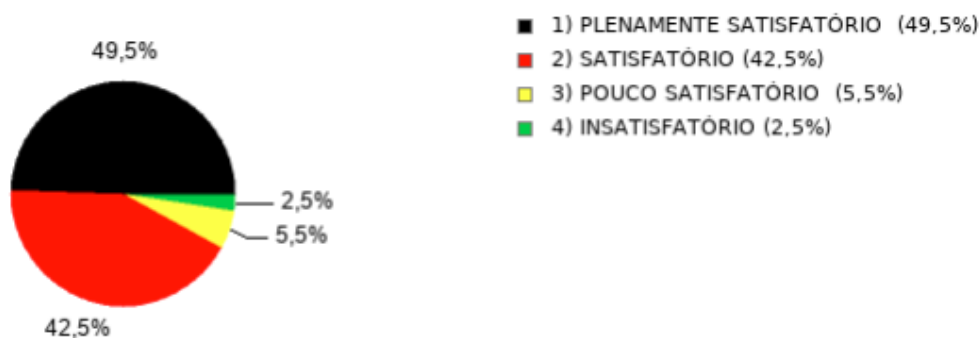 49,5%
1) PLENAMENTE SATISFATÓRIO (49,5%)
2) SATISFATÓRIO (42,5%)
3) POUCO SATISFATÓRIO (5,5%)
4) INSATISFATÓRIO (2,5%)
2,5%
5,5%
42,5%